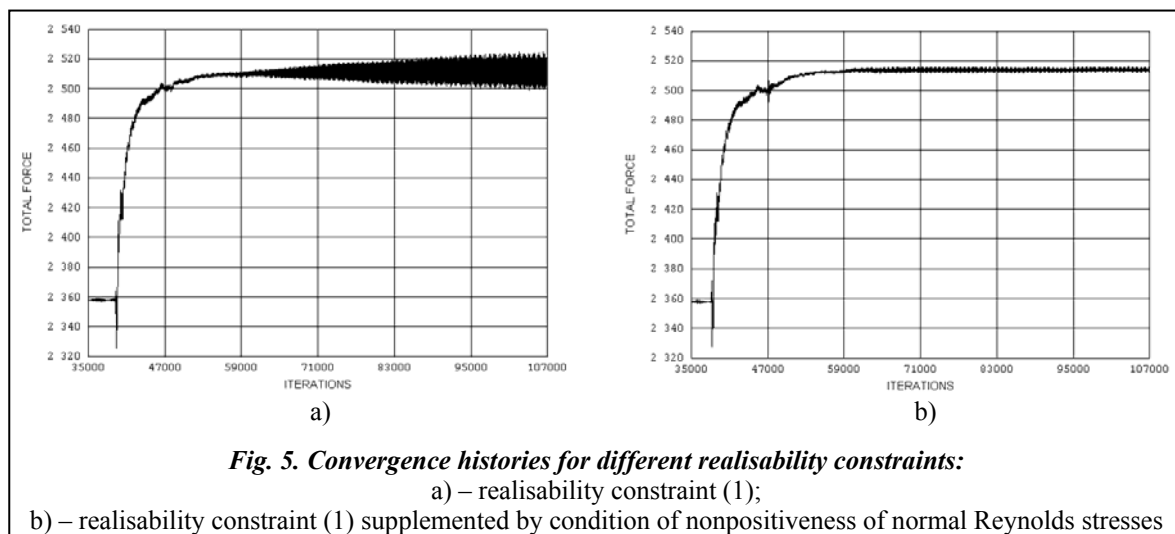 2 540
2 520
2 500
2 480
2 460
2 440
2 420
2 400
2 380
2 360
2 340
2 320
TOTAL FORCE
35000 47000 59000 71000 83000 95000 107000
ITERATIONS
a)
2 540
2 520
2 500
2 480
2 460
2 440
2 420
2 400
2 380
2 360
2 340
2 320
TOTAL FORCE
35000 47000 59000 71000 83000 95000 107000
ITERATIONS
b)
Fig. 5. Convergence histories for different realisability constraints:
a) – realisability constraint (1);
b) – realisability constraint (1) supplemented by condition of nonpositiveness of normal Reynolds stresses